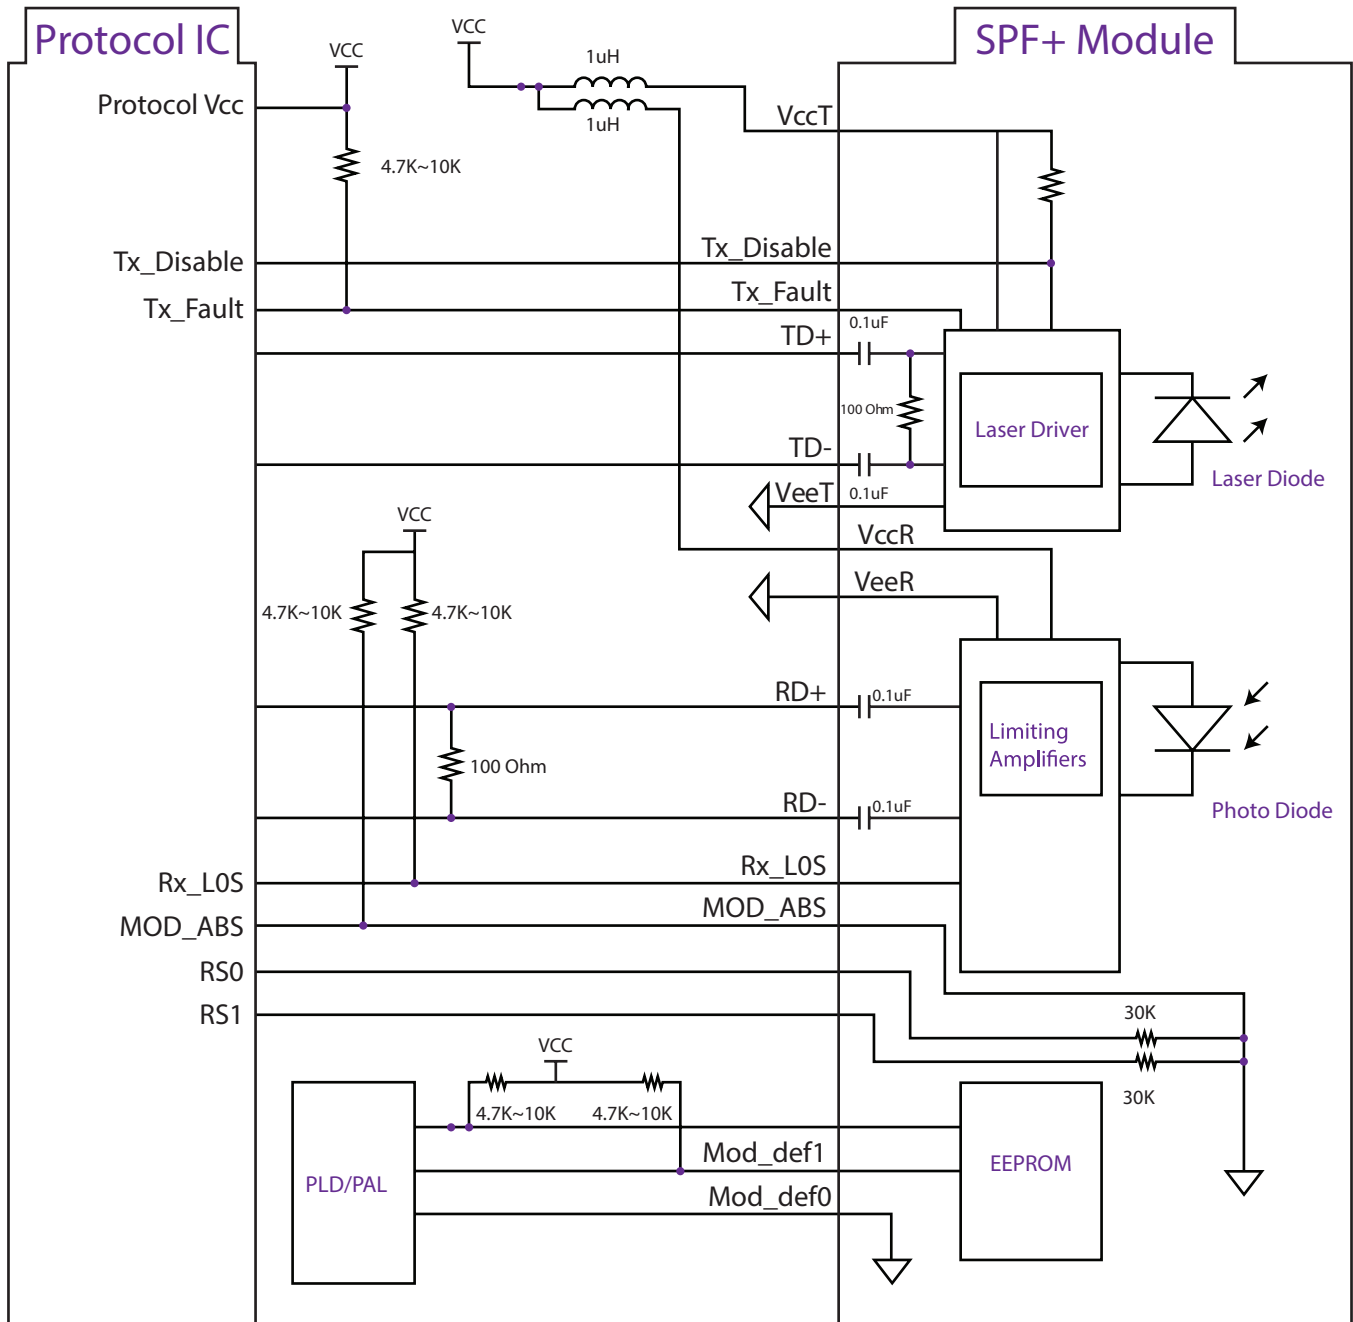 Protocol IC
SPF+ Module
VCC
VCC
1uH
1uH
Protocol Vcc
VccT
4.7K~10K
Tx_Disable
Tx_Disable
Tx_Fault
Tx_Fault
0.1uF
TD+
100 Ohm
Laser Driver
TD-
Laser Diode
VeeT
0.1uF
VCC
VccR
VeeR
4.7K~10K
4.7K~10K
RD+
0.1uF
Limiting
Amplifiers
100 Ohm
RD-
0.1uF
Photo Diode
Rx_L0S
Rx_L0S
MOD_ABS
MOD_ABS
RS0
RS1
30K
VCC
30K
4.7K~10K
4.7K~10K
Mod_def1
EEPROM
PLD/PAL
Mod_def0